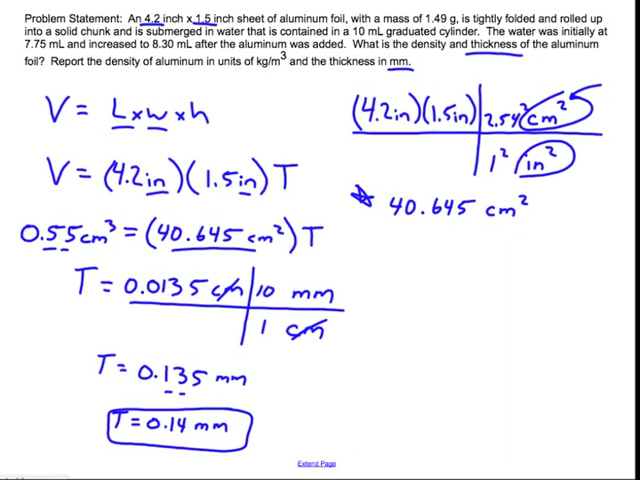 Problem Statement: An 4.2 inch x 1.5 inch sheet of aluminum foil, with a mass of 1.49 g, is tightly folded and rolled up
into a solid chunk and is submerged in water that is contained in a 10 mL graduated cylinder. The water was initially at
7.75 mL and increased to 8.30 mL after the aluminum was added. What is the density and thickness of the aluminum
foil? Report the density of aluminum in units of kg/m³ and the thickness in mm.
V = L x w x h
V = (4.2in)(1.5in)T
0.55cm³ = (40.645 cm²)T
T = 0.0135 cm | 10 mm
1 cm
T = 0.135 mm
T = 0.14 mm
(4.2in)(1.5in) | 2.54² cm²
1² in²
40.645 cm²
Extend Page